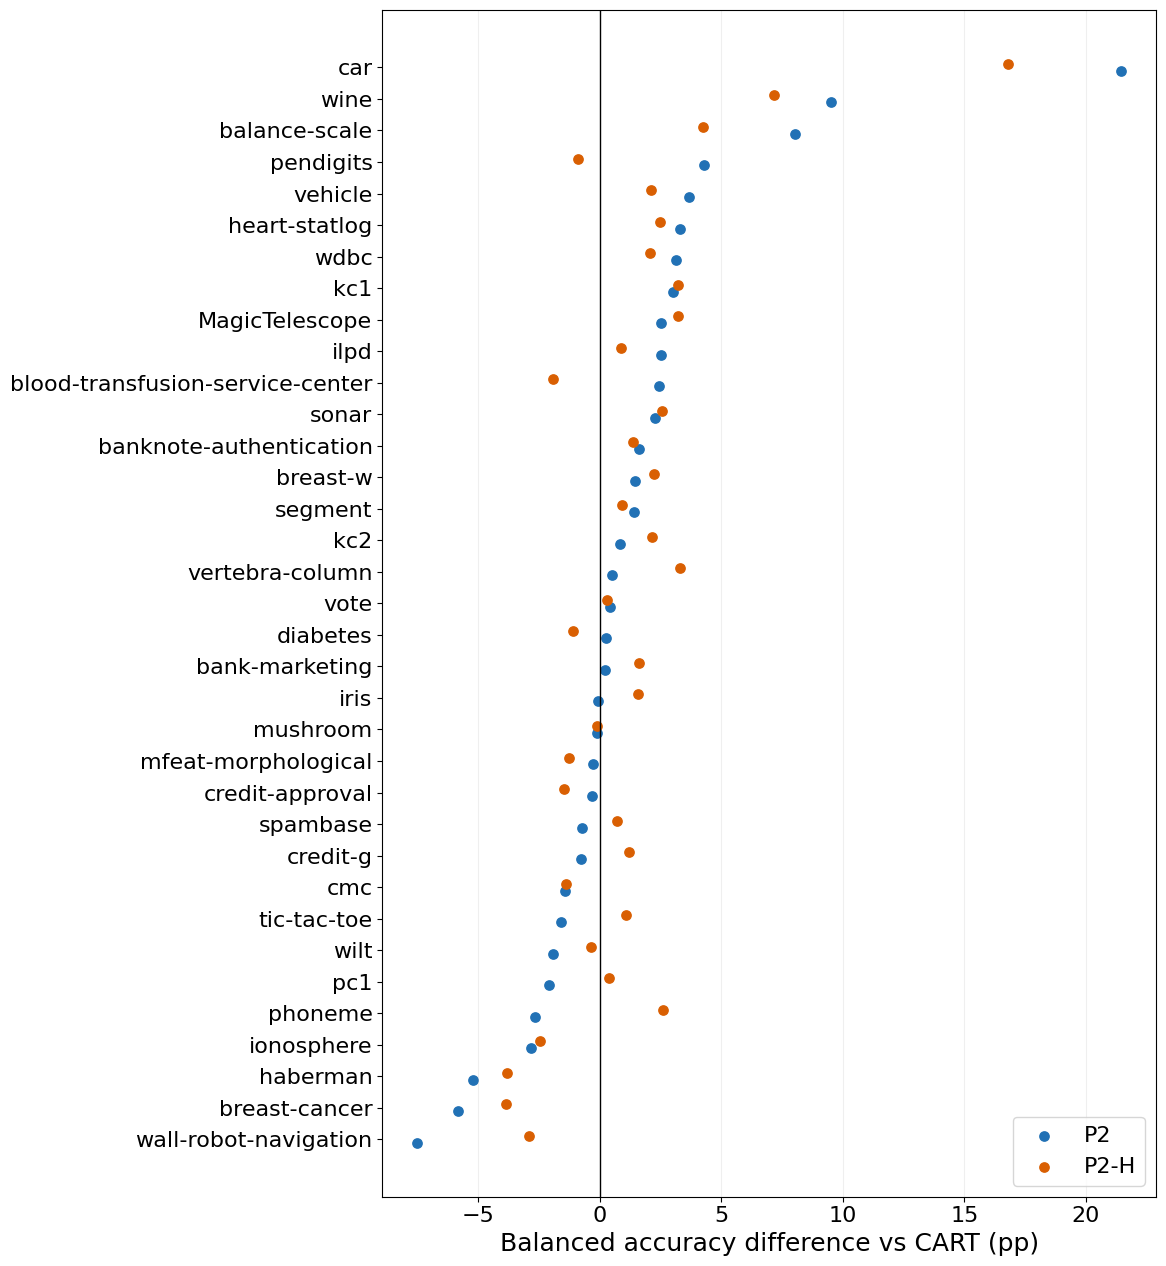 car
wine
balance-scale
pendigits
vehicle
heart-statlog
wdbc
kc1
MagicTelescope
ilpd
blood-transfusion-service-center
sonar
banknote-authentication
breast-w
segment
kc2
vertebra-column
vote
diabetes
bank-marketing
iris
mushroom
mfeat-morphological
credit-approval
spambase
credit-g
cmc
tic-tac-toe
wilt
pc1
phoneme
ionosphere
haberman
breast-cancer
wall-robot-navigation
P2
P2-H
−5 0 5 10 15 20
Balanced accuracy difference vs CART (pp)